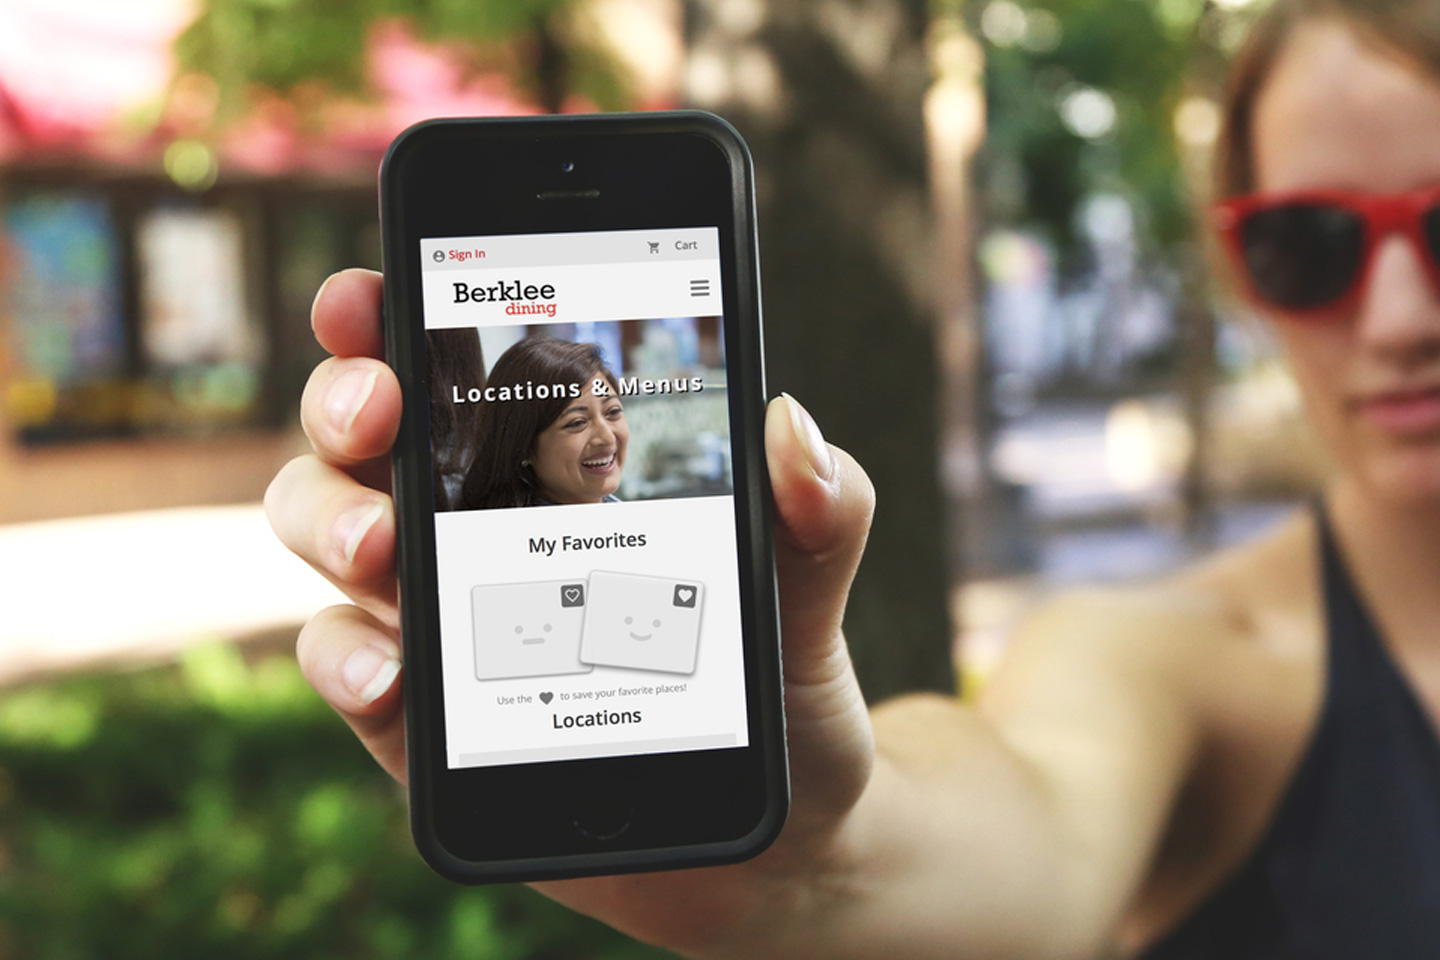 Sign In
Cart
Berklee
dining
Locations & Menus
My Favorites
Use the to save your favorite places!
Locations